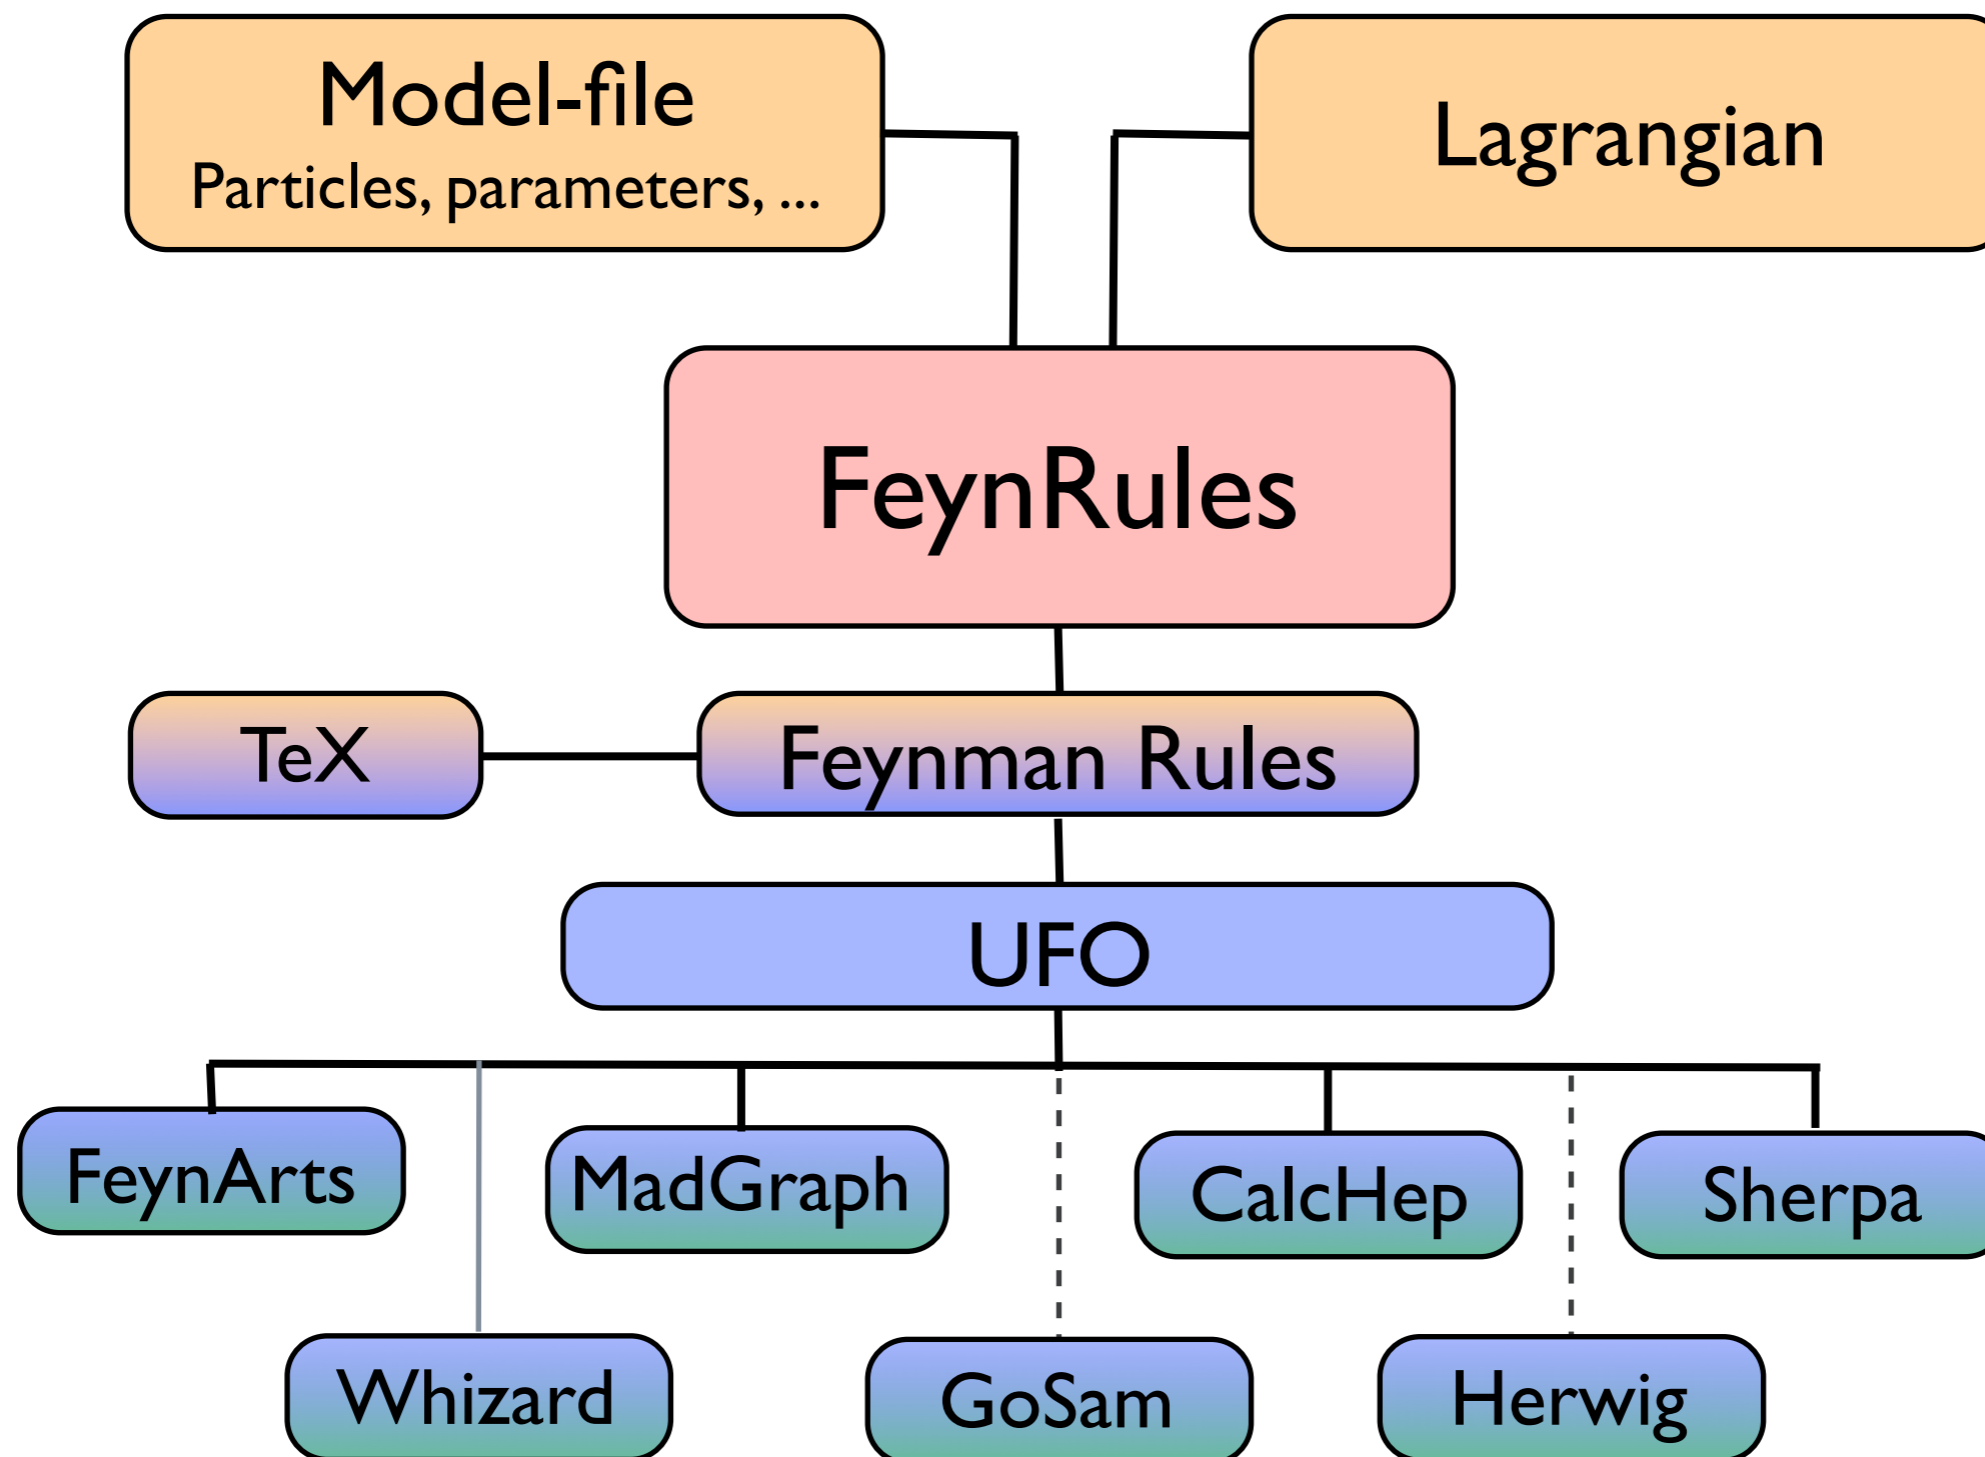 Model-file
Particles, parameters, ...
Lagrangian
FeynRules
TeX
Feynman Rules
UFO
FeynArts
MadGraph
CalcHep
Sherpa
Whizard
GoSam
Herwig